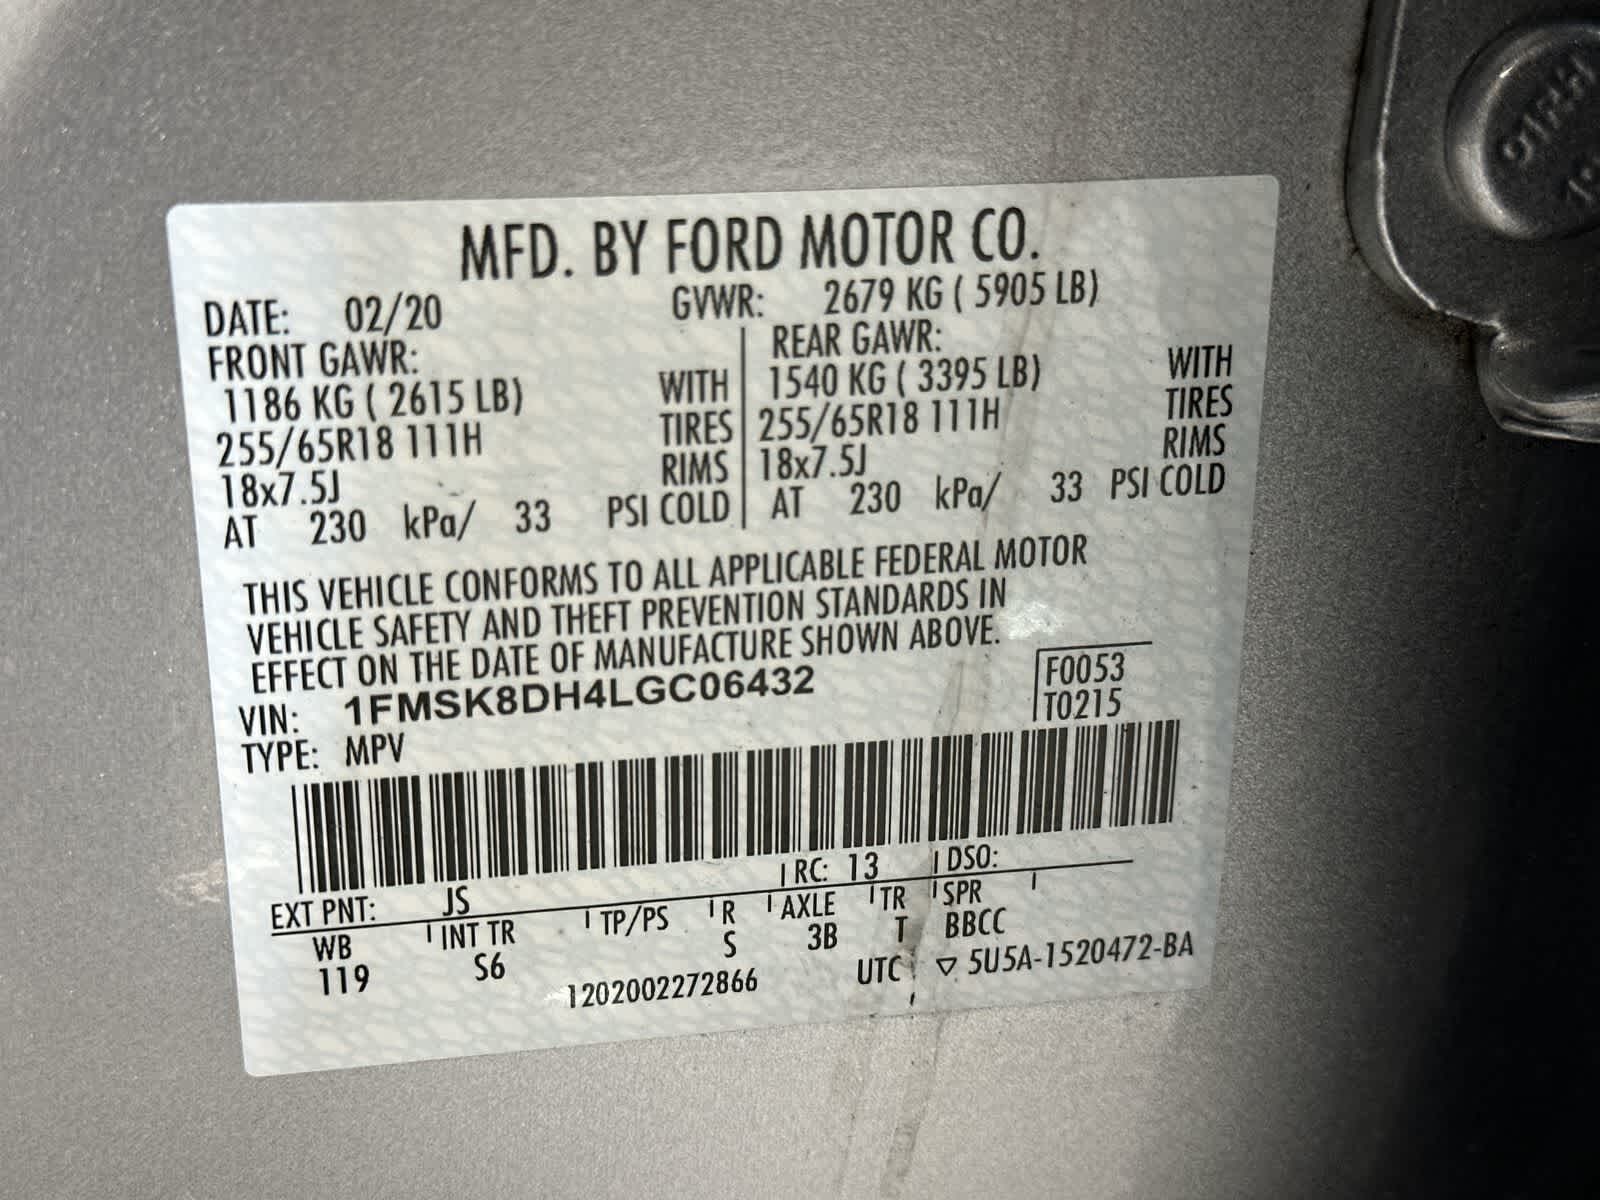 MFD. BY FORD MOTOR CO.
DATE: 02/20 GVWR: 2679 KG ( 5905 LB)
FRONT GAWR: REAR GAWR:
1186 KG ( 2615 LB) WITH 1540 KG ( 3395 LB) WITH
255/65R18 111H TIRES 255/65R18 111H TIRES
18x7.5J RIMS 18x7.5J RIMS
AT 230 kPa/ 33 PSI COLD AT 230 kPa/ 33 PSI COLD
THIS VEHICLE CONFORMS TO ALL APPLICABLE FEDERAL MOTOR
VEHICLE SAFETY AND THEFT PREVENTION STANDARDS IN
EFFECT ON THE DATE OF MANUFACTURE SHOWN ABOVE.
VIN: 1FMSK8DH4LGC06432 F0053
TYPE: MPV T0215
EXT PNT: JS RC: 13 DSO:
WB INT TR TP/PS R AXLE TR SPR
119 S6 S 3B T BBCC
1202002272866 UTC ▽ 5U5A-1520472-BA